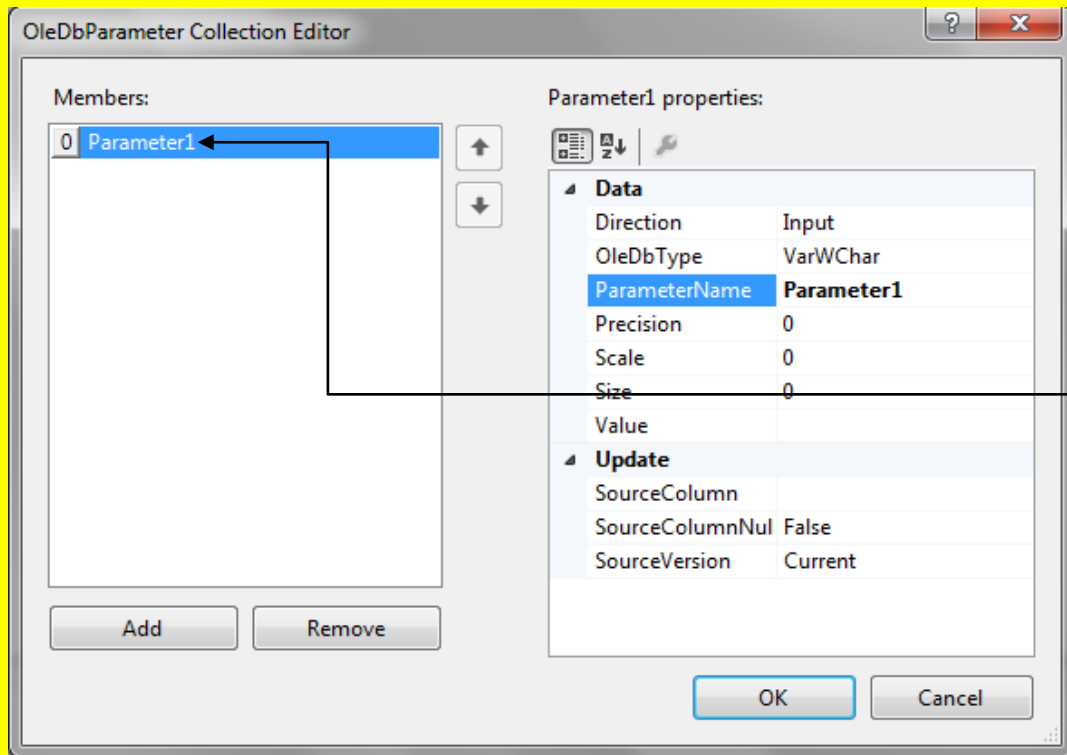 OleDbParameter Collection Editor
?
X
Members:
0 Parameter1
Parameter1 properties:
A
Z
Data
Direction Input
OleDbType VarWChar
ParameterName Parameter1
Precision 0
Scale 0
Size 0
Value
Update
SourceColumn
SourceColumnNul False
SourceVersion Current
Add Remove
OK Cancel